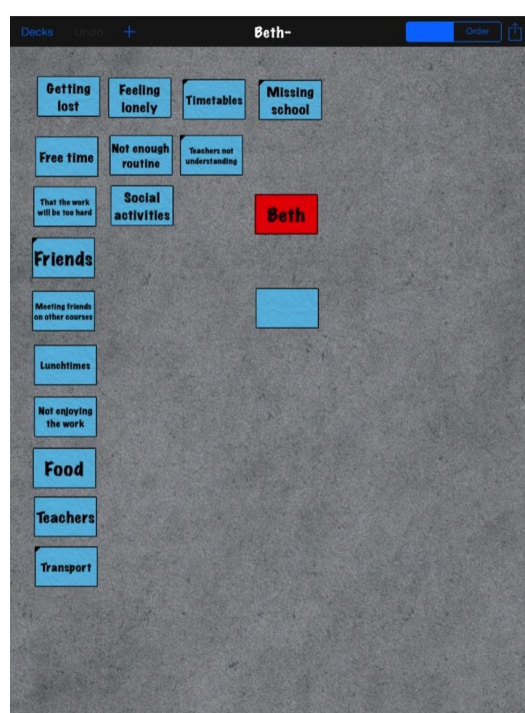 Decks Undo + Beth- Order
Getting lost
Feeling lonely
Timetables
Missing school
Free time
Not enough routine
Teachers not understanding
That the work will be too hard
Social activities
Beth
Friends
Meeting friends on other courses
Lunchtimes
Not enjoying the work
Food
Teachers
Transport